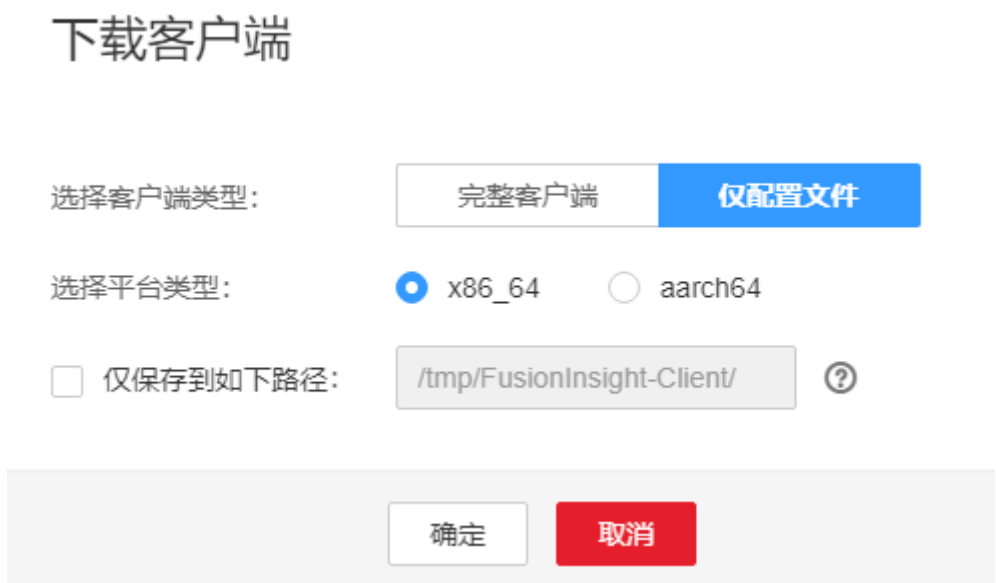 下载客户端
选择客户端类型: 完整客户端 仅配置文件
选择平台类型: x86_64 aarch64
仅保存到如下路径: /tmp/FusionInsight-Client/ ?
确定 取消